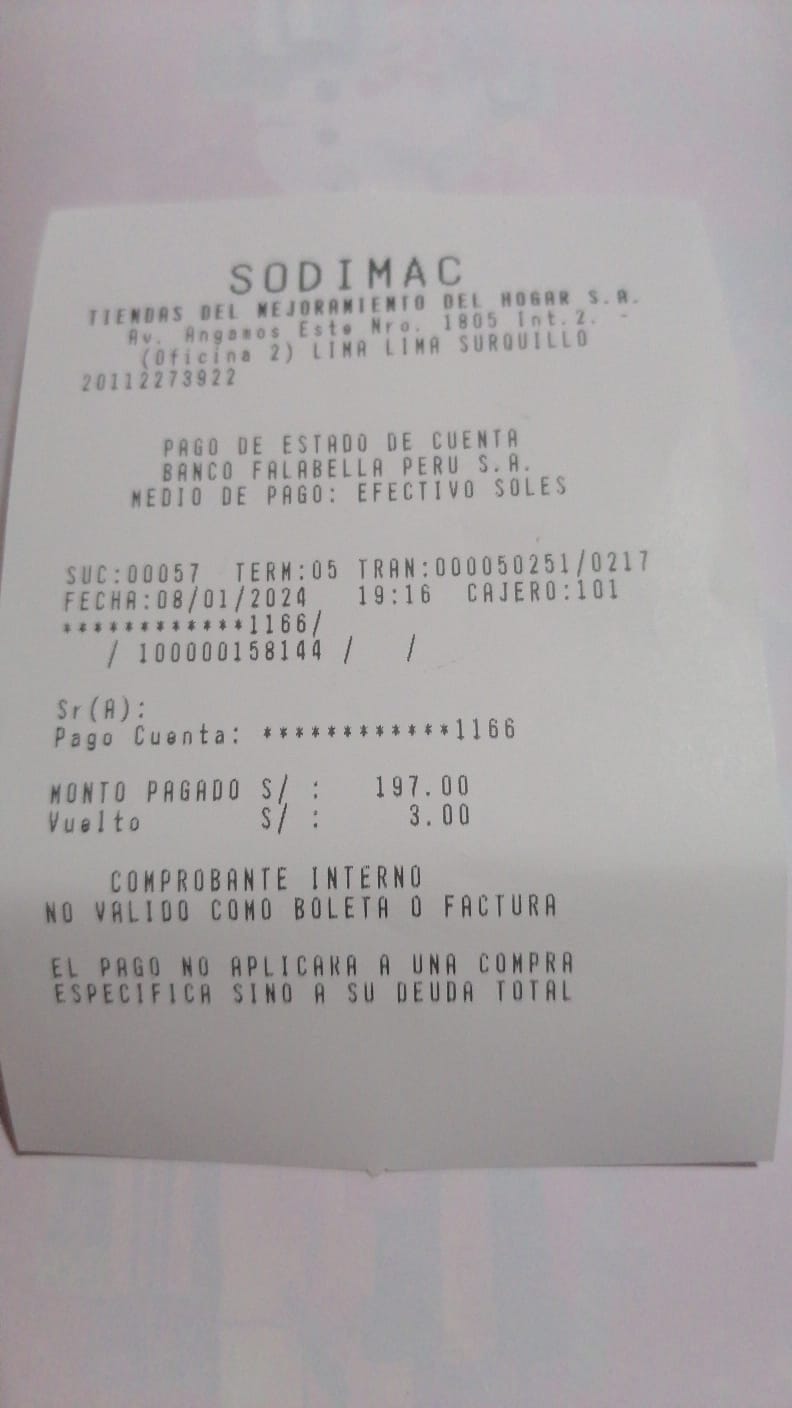 SODIMAC
TIENDAS DEL MEJORAMIENTO DEL HOGAR S.A.
Av. Angamos Este Nro. 1805 Int.2. -
(Oficina 2) LIMA LIMA SURQUILLO
20112273922
PAGO DE ESTADO DE CUENTA
BANCO FALABELLA PERU S.A.
MEDIO DE PAGO: EFECTIVO SOLES
SUC:00057 TERM:05 TRAN:000050251/0217
FECHA:08/01/2024 19:16 CAJERO:101
************1166/
/ 100000158144 / /
Sr(A):
Pago Cuenta: ************1166
MONTO PAGADO S/ : 197.00
Vuelto S/ : 3.00
COMPROBANTE INTERNO
NO VALIDO COMO BOLETA O FACTURA
EL PAGO NO APLICARA A UNA COMPRA
ESPECIFICA SINO A SU DEUDA TOTAL